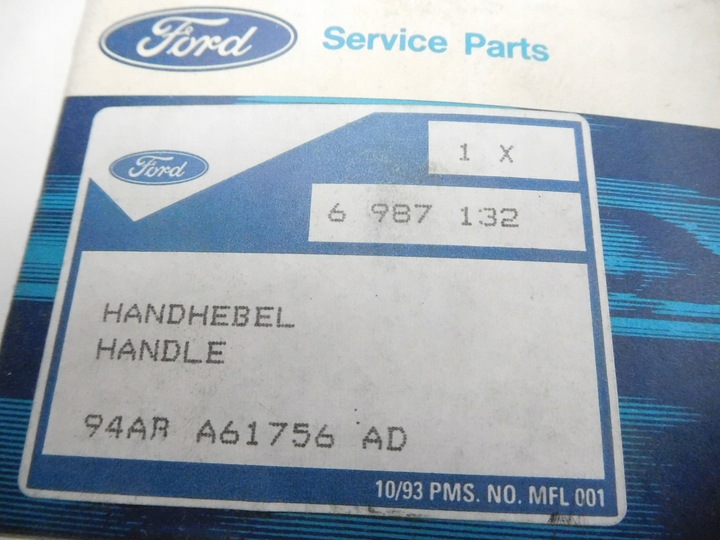 Ford Service Parts
Ford
1 X
6 987 132
HANDHEBEL
HANDLE
94AB A61756 AD
10/93 PMS. NO. MFL 001